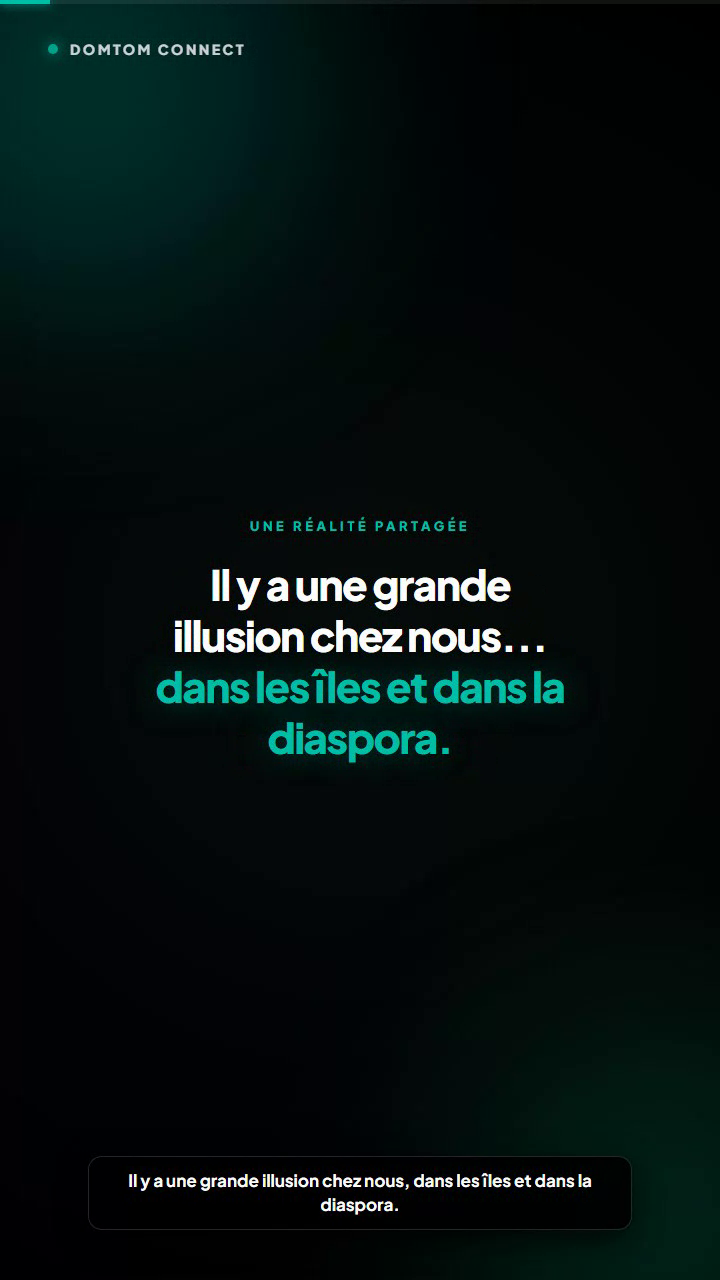 DOMTOM CONNECT
UNE RÉALITÉ PARTAGÉE
Il y a une grande
illusion chez nous...
dans les îles et dans la
diaspora.
Il y a une grande illusion chez nous, dans les îles et dans la
diaspora.